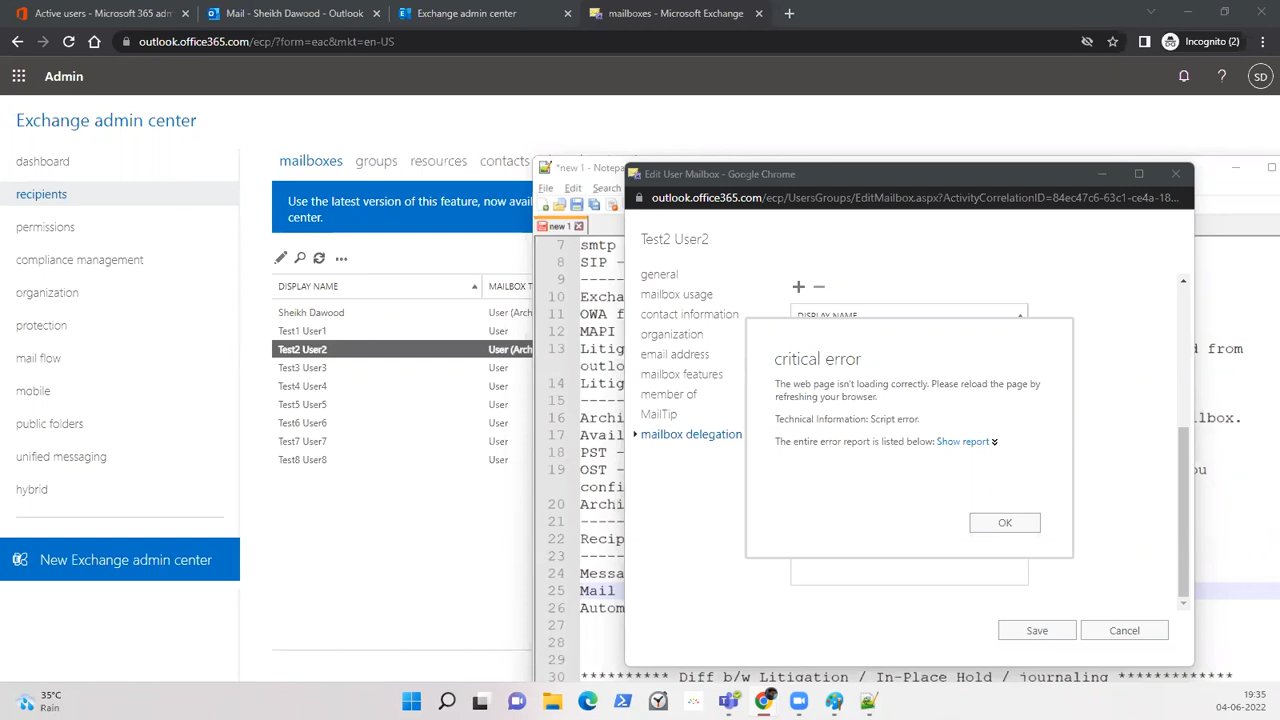 Active users - Microsoft 365 adm
Mail - Sheikh Dawood - Outlook
Exchange admin center
mailboxes - Microsoft Exchange
outlook.office365.com/ecp/?form=eac&mkt=en-US
Incognito (2)
Admin
SD
Exchange admin center
dashboard
recipients
permissions
compliance management
organization
protection
mail flow
mobile
public folders
unified messaging
hybrid
New Exchange admin center
mailboxes groups resources contacts
Use the latest version of this feature, now avai
center.
DISPLAY NAME MAILBOX T
Sheikh Dawood User (Arch
Test1 User1 User
Test2 User2 User (Arch
Test3 User3 User
Test4 User4 User
Test5 User5 User
Test6 User6 User
Test7 User7 User
Test8 User8 User
*new 1 - Notepa
File Edit Search
new 1
7 smtp
8 SIP -
9 -----
10 Excha
11 OWA f
12 MAPI
13 Litig d from
outlo
14 Litig
15 -----
16 Archi lbox.
17 Avail
18 PST -
19 OST - ou
confi
20 Archi
21 -----
22 Recip
23 -----
24 Messa
25 Mail
26 Autom
27
28
29
30 ********** Diff b/w Litigation / In-Place Hold / journaling *************
Edit User Mailbox - Google Chrome
outlook.office365.com/ecp/UsersGroups/EditMailbox.aspx?ActivityCorrelationID=84ec47c6-63c1-ce4a-18...
Test2 User2
general
mailbox usage
contact information
organization
email address
mailbox features
member of
MailTip
mailbox delegation
DISPLAY NAME
critical error
The web page isn't loading correctly. Please reload the page by
refreshing your browser.
Technical Information: Script error.
The entire error report is listed below: Show report
OK
Save Cancel
35°C
Rain
19:35
04-06-2022